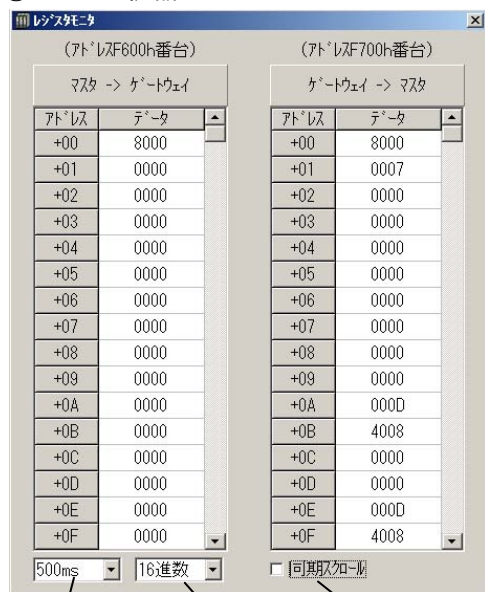 レジスタモニタ
(アドレスF600h番台) (アドレスF700h番台)
マスタ -> ゲートウェイ ゲートウェイ -> マスタ
アドレス データ アドレス データ
+00 8000 +00 8000
+01 0000 +01 0007
+02 0000 +02 0000
+03 0000 +03 0000
+04 0000 +04 0000
+05 0000 +05 0000
+06 0000 +06 0000
+07 0000 +07 0000
+08 0000 +08 0000
+09 0000 +09 0000
+0A 0000 +0A 000D
+0B 0000 +0B 4008
+0C 0000 +0C 0000
+0D 0000 +0D 0000
+0E 0000 +0E 000D
+0F 0000 +0F 4008
500ms 16進数 同期スクロール